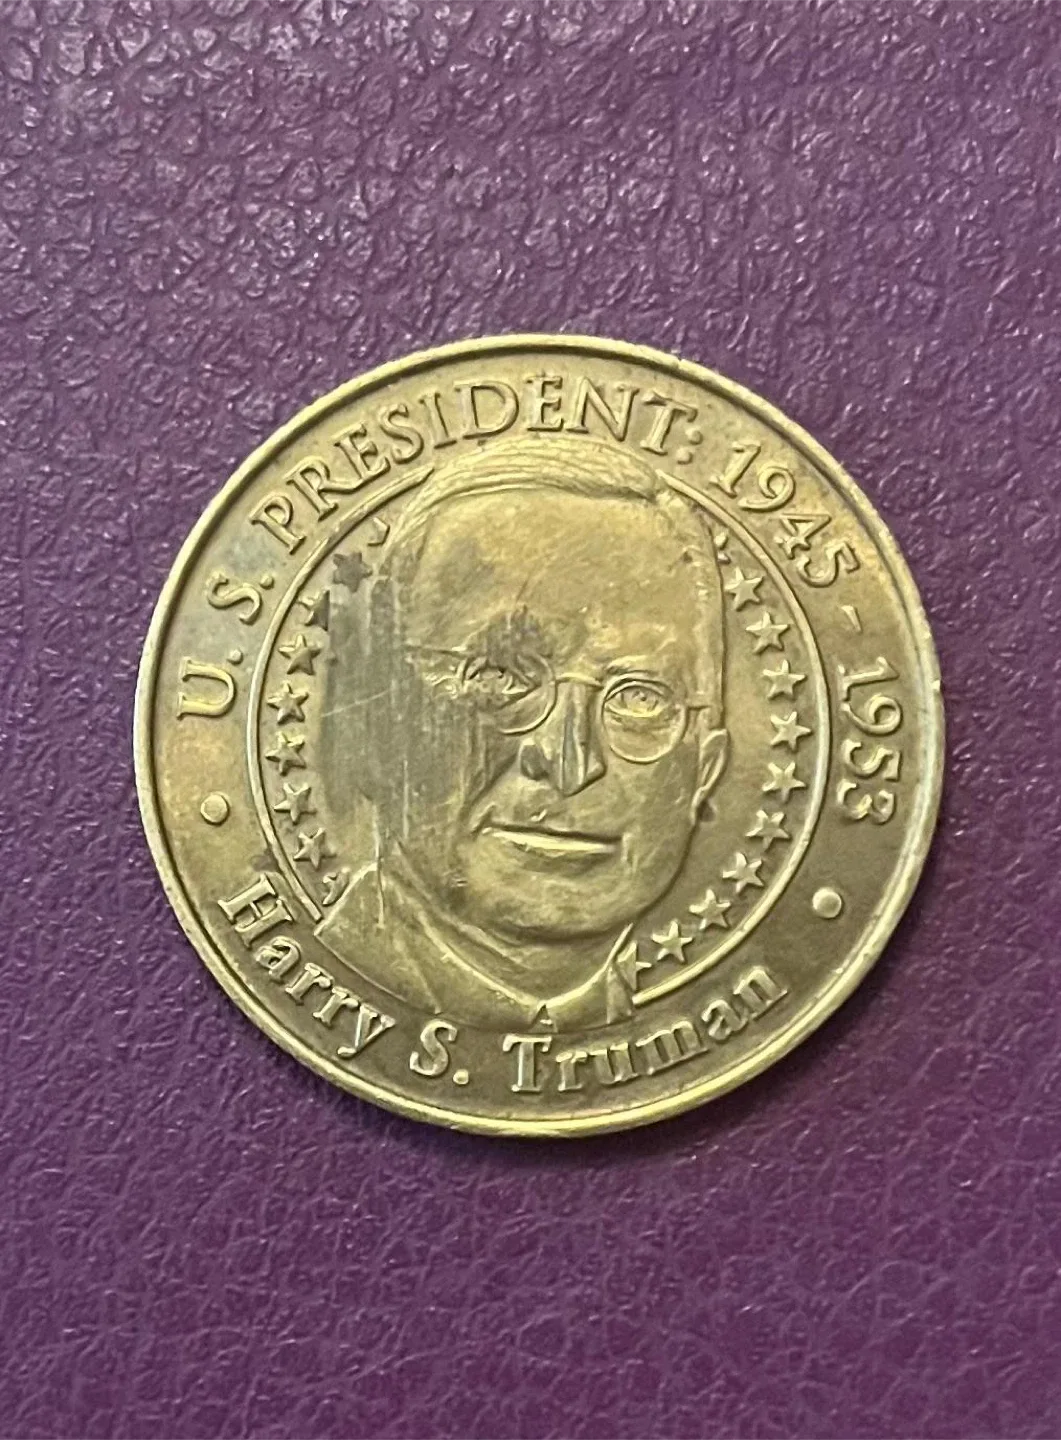 U. S. PRESIDENT: 1945 - 1953
Harry S. Truman